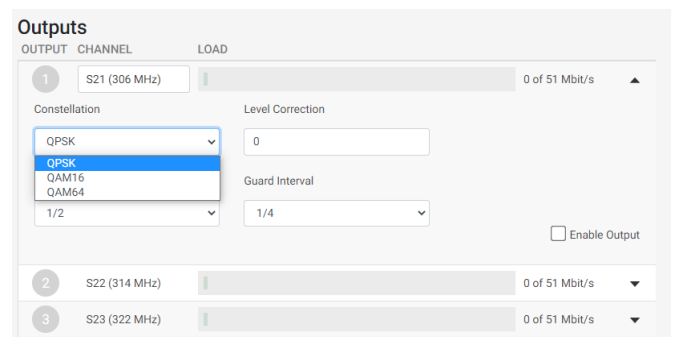 Outputs
OUTPUT CHANNEL LOAD
1 S21 (306 MHz) 0 of 51 Mbit/s
Constellation Level Correction
QPSK 0
QPSK
QAM16
QAM64
Guard Interval
1/2 1/4
Enable Output
2 S22 (314 MHz) 0 of 51 Mbit/s
3 S23 (322 MHz) 0 of 51 Mbit/s